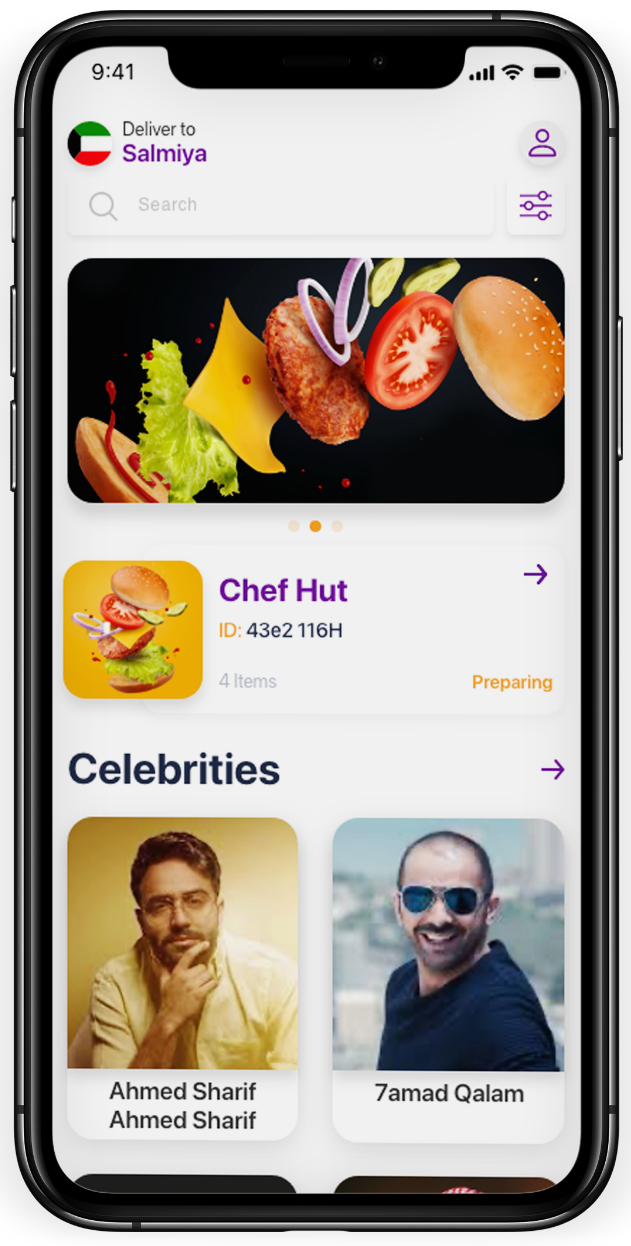 9:41
Deliver to
Salmiya
Search
Chef Hut
ID: 43e2 116H
4 Items
Preparing
Celebrities
Ahmed Sharif
Ahmed Sharif
7amad Qalam